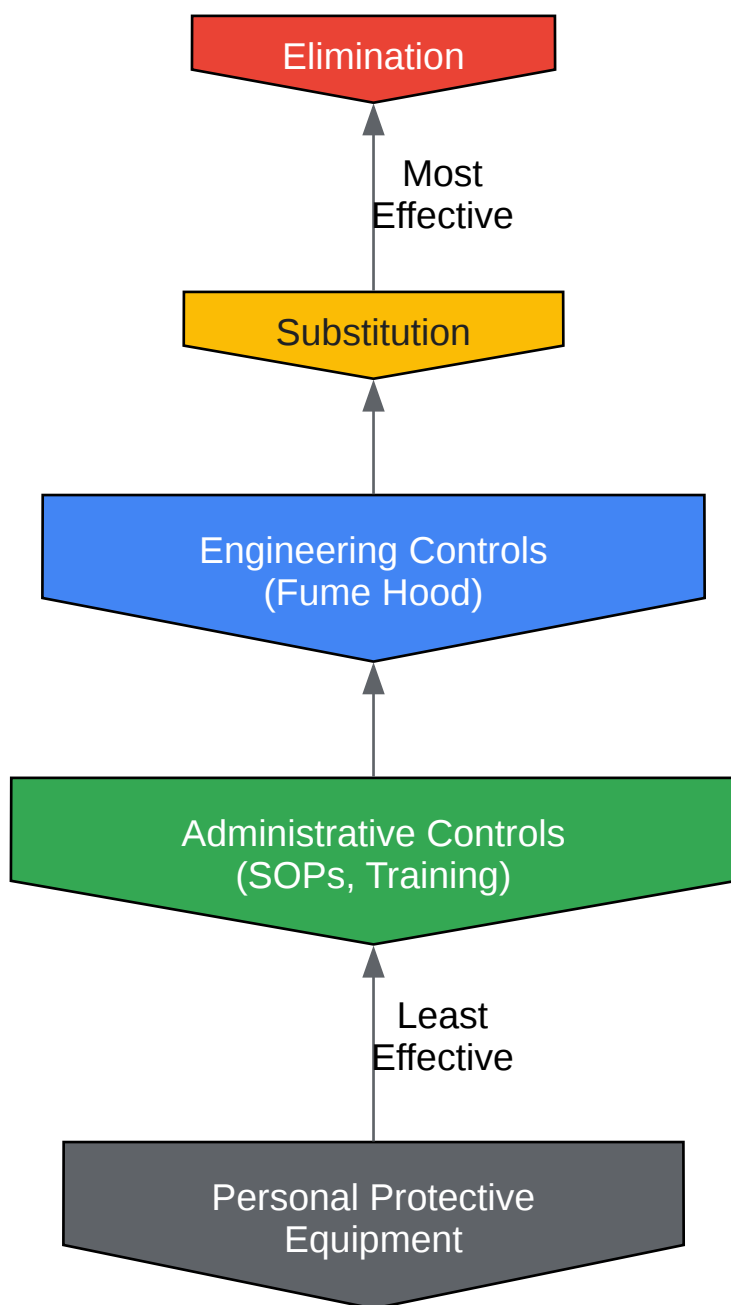 Elimination
Most
Effective
Substitution
Engineering Controls
(Fume Hood)
Administrative Controls
(SOPs, Training)
Least
Effective
Personal Protective
Equipment